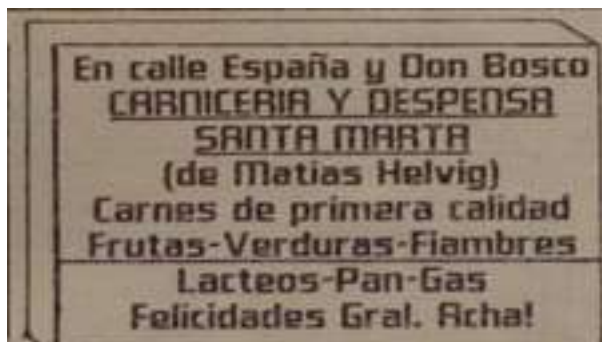 En calle España y Don Bosco
CARNICERIA Y DESPENSA
SANTA MARTA
(de Matias Helvig)
Carnes de primera calidad
Frutas-Verduras-Fiambres
Lacteos-Pan-Gas
Felicidades Gral. Acha!